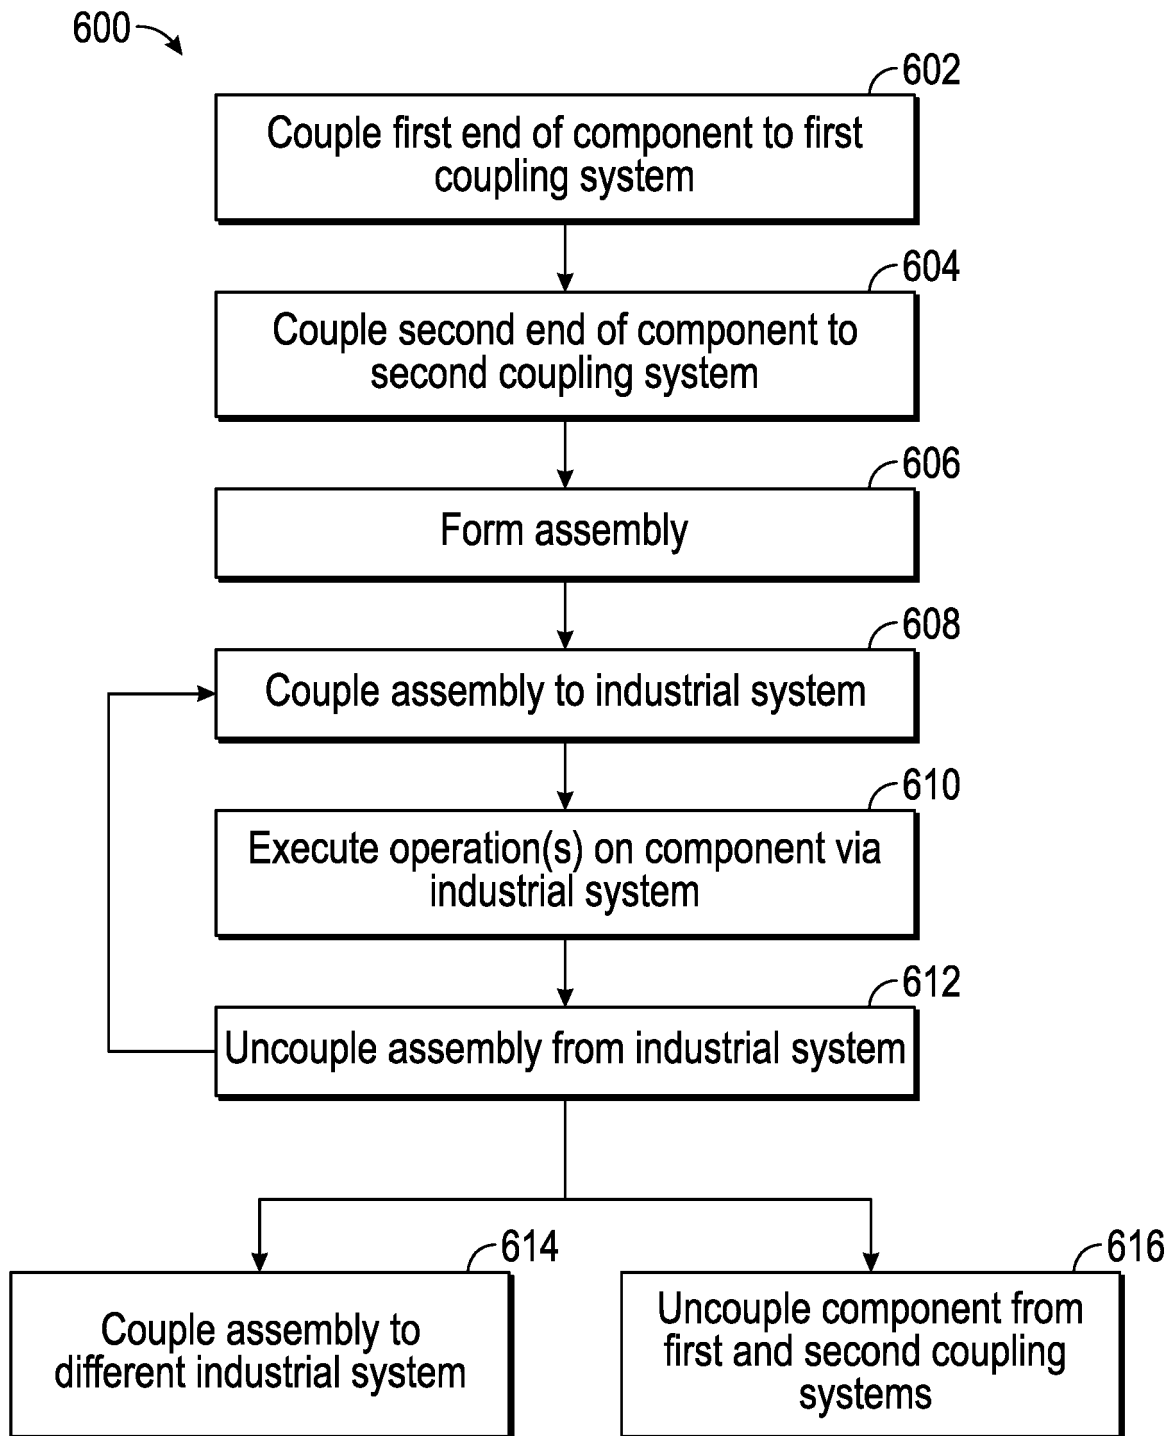 600
602
Couple first end of component to first
coupling system
604
Couple second end of component to
second coupling system
606
Form assembly
608
Couple assembly to industrial system
610
Execute operation(s) on component via
industrial system
612
Uncouple assembly from industrial system
614
Couple assembly to
different industrial system
616
Uncouple component from
first and second coupling
systems